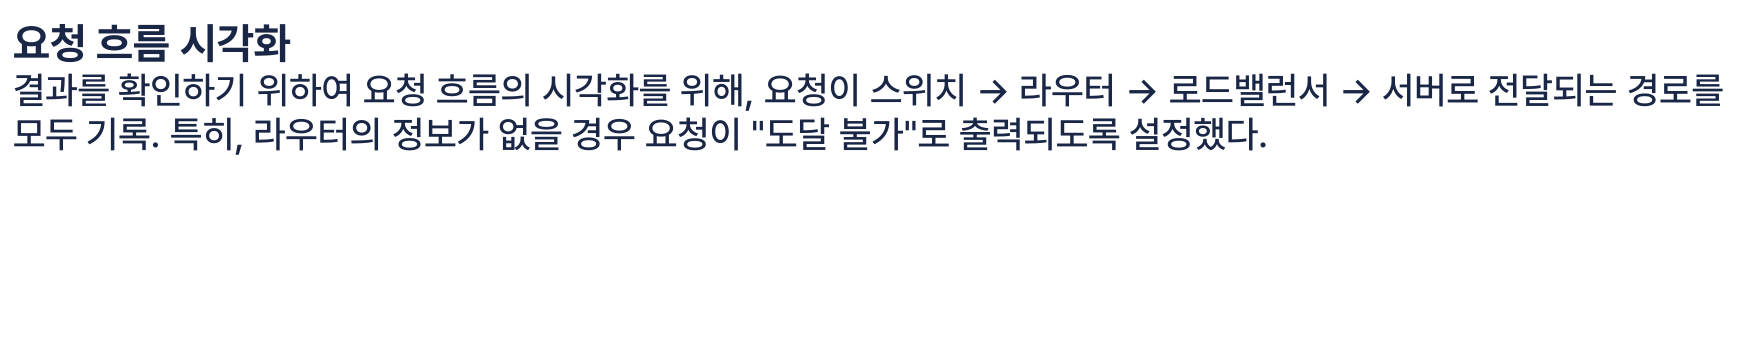 요청 흐름 시각화
결과를 확인하기 위하여 요청 흐름의 시각화를 위해, 요청이 스위치 → 라우터 → 로드밸런서 → 서버로 전달되는 경로를
모두 기록. 특히, 라우터의 정보가 없을 경우 요청이 "도달 불가"로 출력되도록 설정했다.